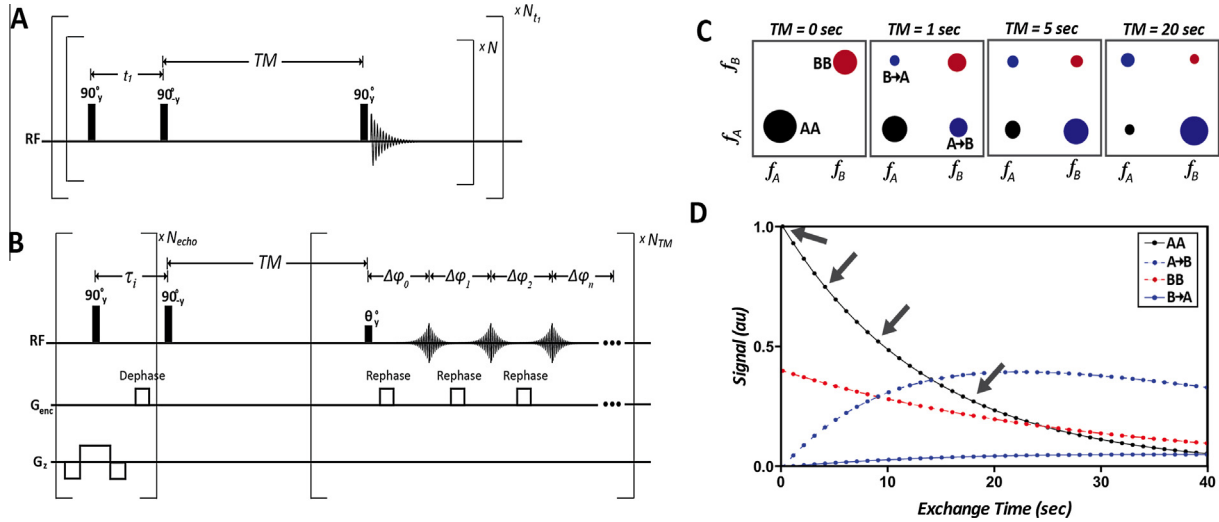 A
x N_t1
x N
t1
TM
90°y
90°-y
90°y
RF
B
x N_echo
x N_TM
τi
TM
Δφ0
Δφ1
Δφ2
Δφn
90°y
90°-y
θ°y
RF
Dephase
Rephase
Rephase
Rephase
G_enc
G_z
C
TM = 0 sec
TM = 1 sec
TM = 5 sec
TM = 20 sec
fB
BB
B→A
fA
AA
A→B
fA
fB
fA
fB
fA
fB
fA
fB
D
1.0
AA
A→B
BB
B→A
Signal (au)
0.5
0.0
0
10
20
30
40
Exchange Time (sec)